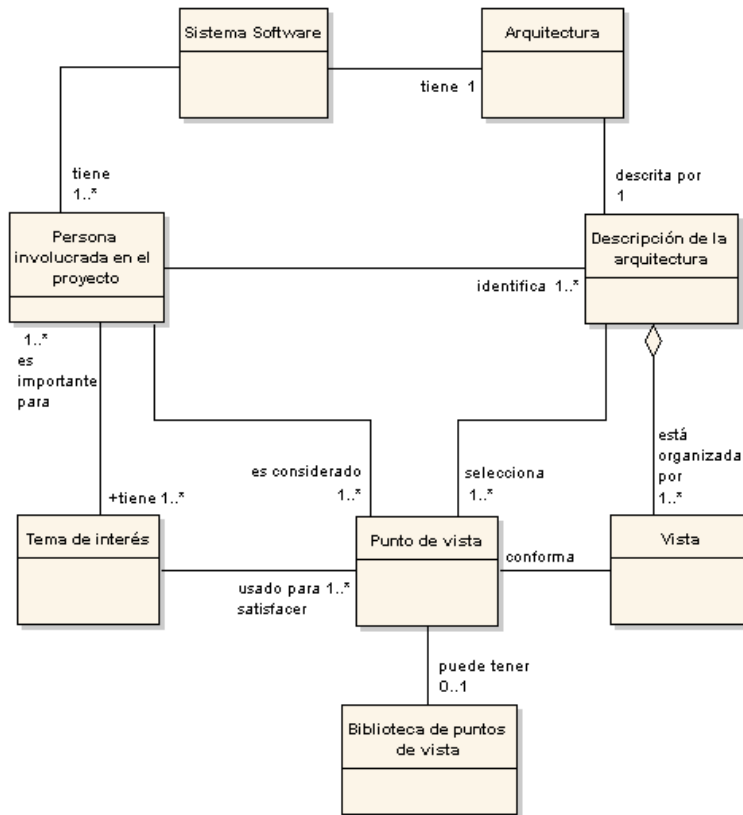 Sistema Software
Arquitectura
tiene 1
tiene
1..*
descrita por
1
Persona
involucrada en el
proyecto
Descripción de la
arquitectura
identifica 1..*
1..*
es
importante
para
está
organizada
por
1..*
es considerado
1..*
selecciona
1..*
+tiene 1..*
Tema de interés
Punto de vista
Vista
conforma
usado para 1..*
satisfacer
puede tener
0..1
Biblioteca de puntos
de vista